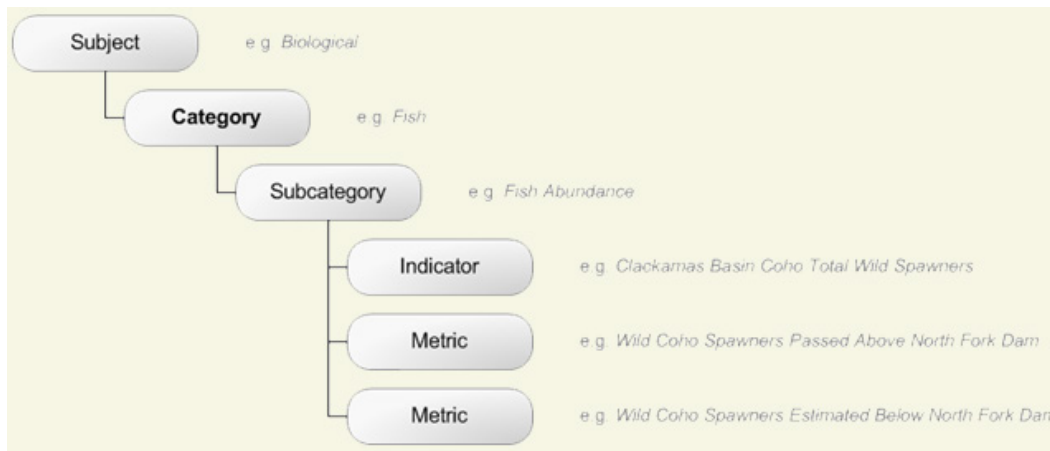 Subject e.g. Biological
Category e.g. Fish
Subcategory e.g. Fish Abundance
Indicator e.g. Clackamas Basin Coho Total Wild Spawners
Metric e.g. Wild Coho Spawners Passed Above North Fork Dam
Metric e.g. Wild Coho Spawners Estimated Below North Fork Dam